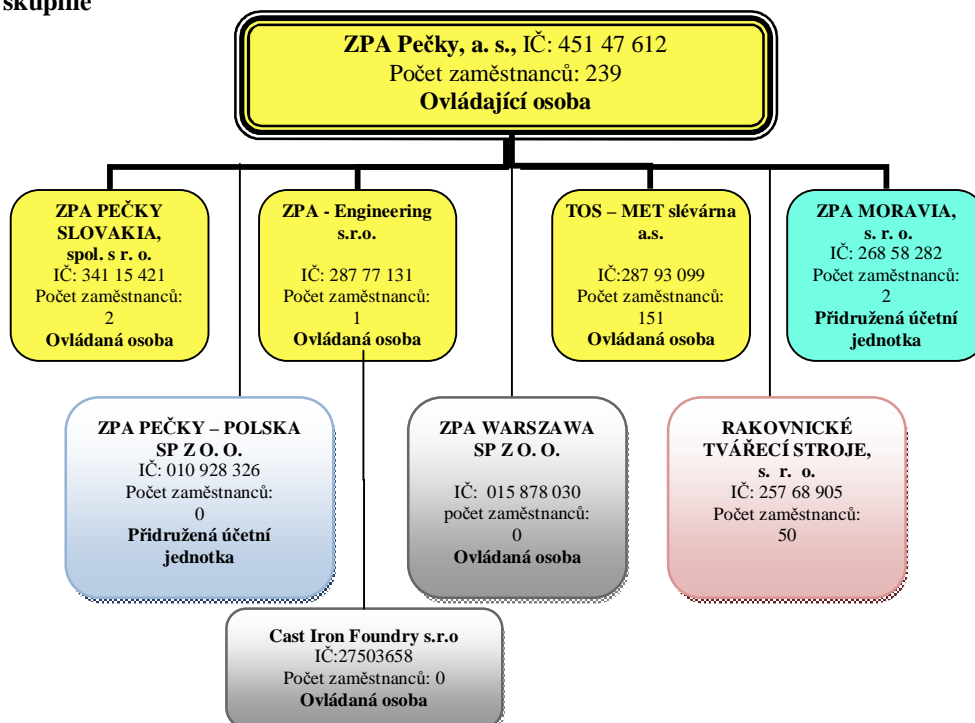 skupině
ZPA Pečky, a. s., IČ: 451 47 612
Počet zaměstnanců: 239
Ovládající osoba
ZPA PEČKY
SLOVAKIA,
spol. s r. o.
IČ: 341 15 421
Počet zaměstnanců:
2
Ovládaná osoba
ZPA - Engineering
s.r.o.
IČ: 287 77 131
Počet zaměstnanců:
1
Ovládaná osoba
TOS – MET slévárna
a.s.
IČ:287 93 099
Počet zaměstnanců:
151
Ovládaná osoba
ZPA MORAVIA,
s. r. o.
IČ: 268 58 282
Počet zaměstnanců:
2
Přidružená účetní
jednotka
ZPA PEČKY – POLSKA
SP Z O. O.
IČ: 010 928 326
Počet zaměstnanců:
0
Přidružená účetní
jednotka
ZPA WARSZAWA
SP Z O. O.
IČ:  015 878 030
počet zaměstnanců:
0
Ovládaná osoba
RAKOVNICKÉ
TVÁŘECÍ STROJE,
s.  r.  o.
IČ: 257 68 905
Počet zaměstnanců:
50
Cast Iron Foundry s.r.o
IČ:27503658
Počet zaměstnanců: 0
Ovládaná osoba